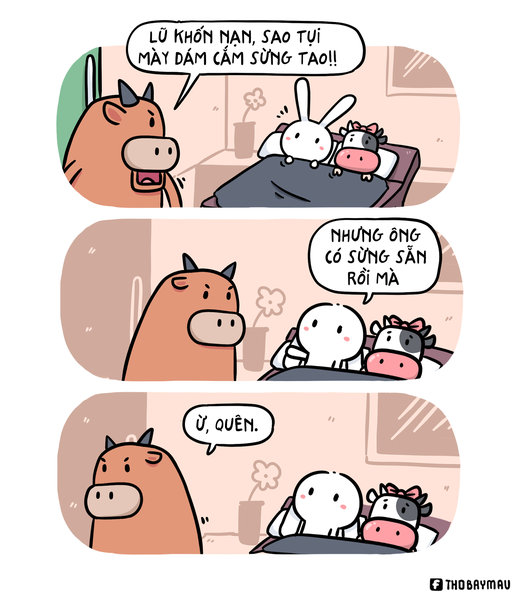 LŨ KHỐN NẠN, SAO TỤI
MÀY DÁM CẮM SỪNG TAO!!
NHƯNG ÔNG
CÓ SỪNG SẴN
RỒI MÀ
Ừ, QUÊN.
THOBAYMAU